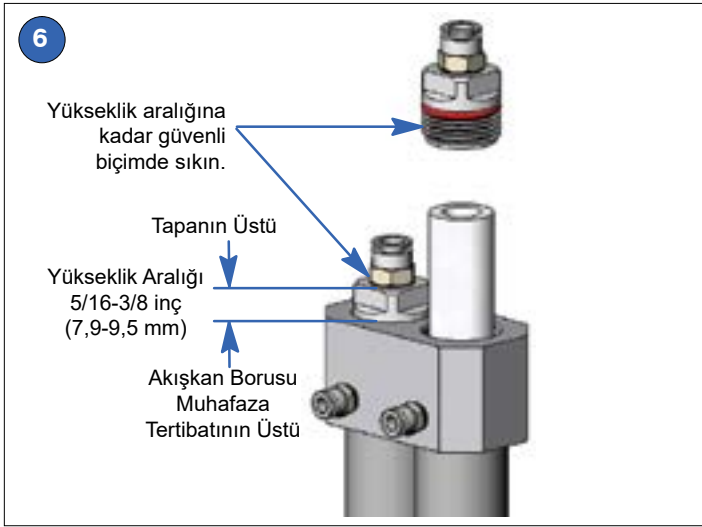 6
Yükseklik aralığına
kadar güvenli
biçimde sıkın.
Tapanın Üstü
Yükseklik Aralığı
5/16-3/8 inç
(7,9-9,5 mm)
Akışkan Borusu
Muhafaza
Tertibatının Üstü